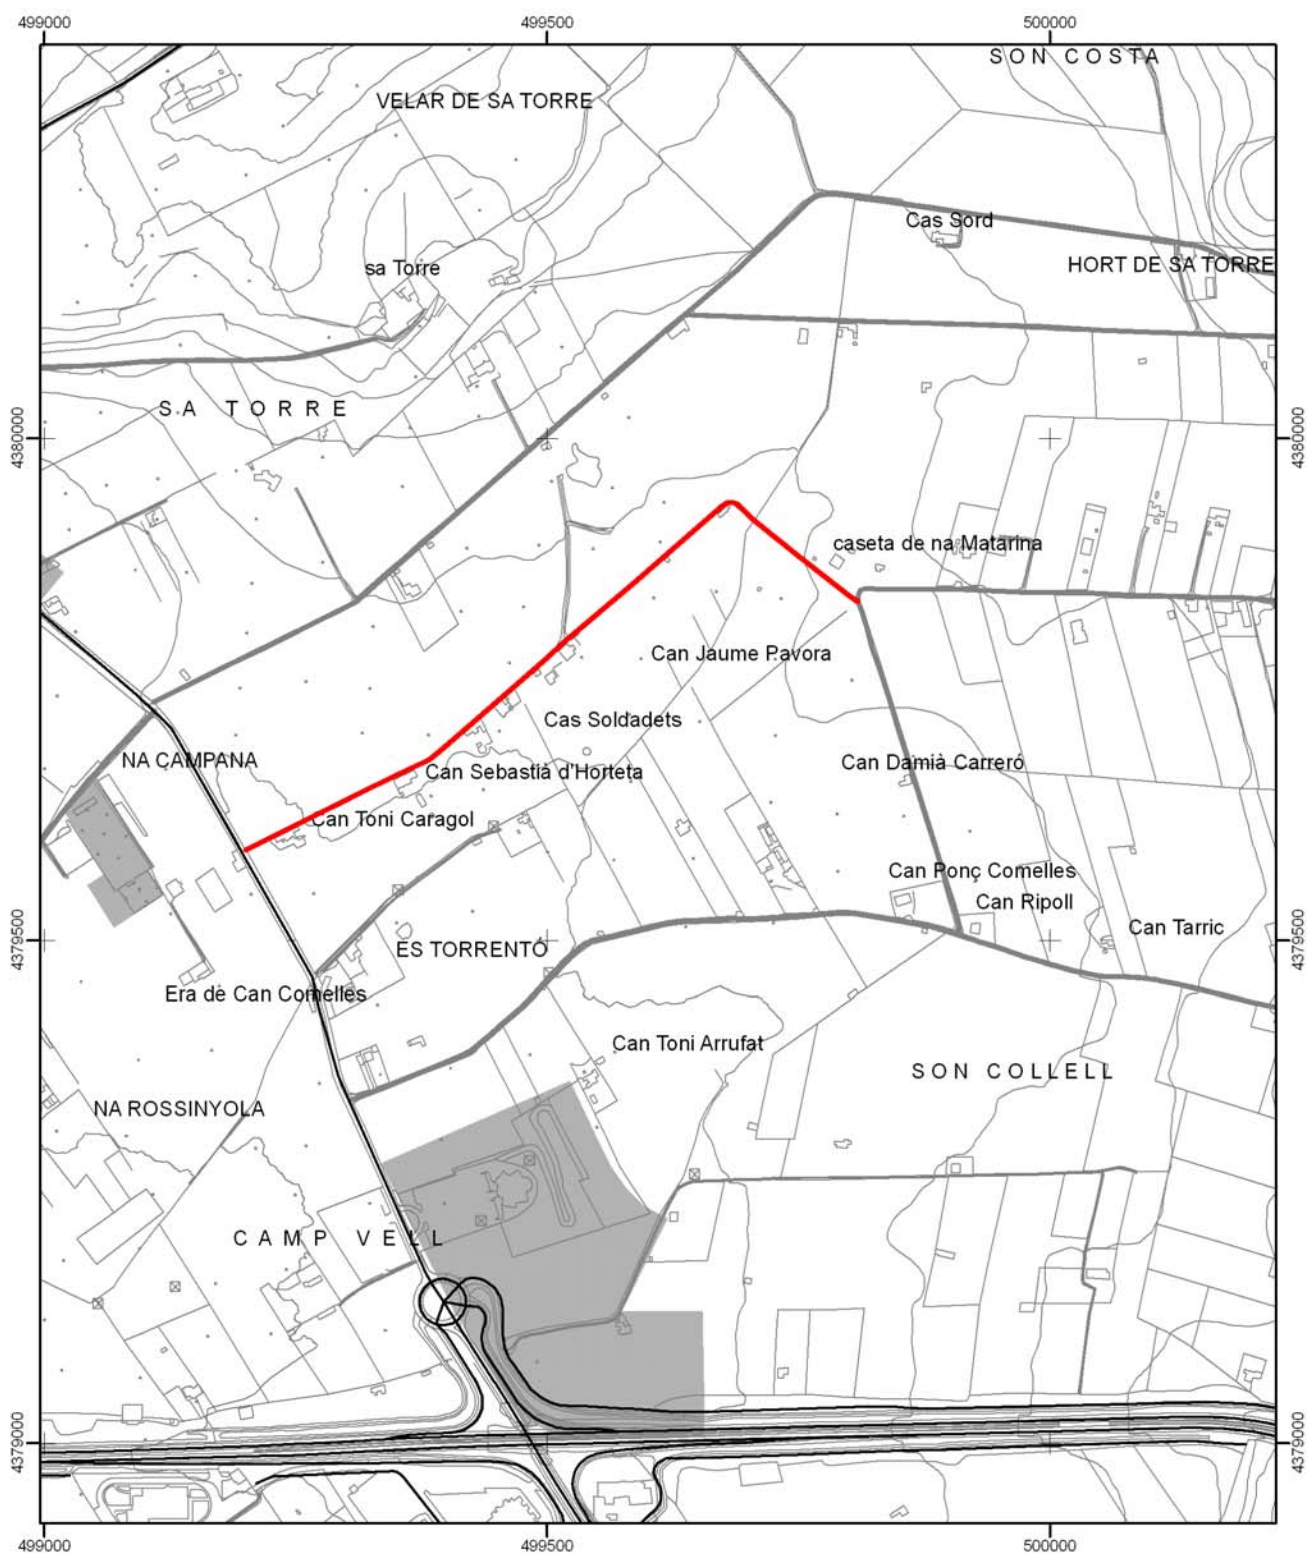 499000 499500 500000
SON COSTA
VELAR DE SA TORRE
Cas Sord
sa Torre
HORT DE SA TORRE
SA TORRE
4380000 4380000
caseta de na Matarina
Can Jaume Pavora
Cas Soldadets
NA CAMPANA
Can Sebastià d'Horteta
Can Damià Carreró
Can Toni Caragol
Can Ponç Comelles
Can Ripoll
Can Tarric
4379500 4379500
ES TORRENTÓ
Era de Can Comelles
Can Toni Arrufat
SON COLLELL
NA ROSSINYOLA
CAMP VELL
4379000 4379000
499000 499500 500000